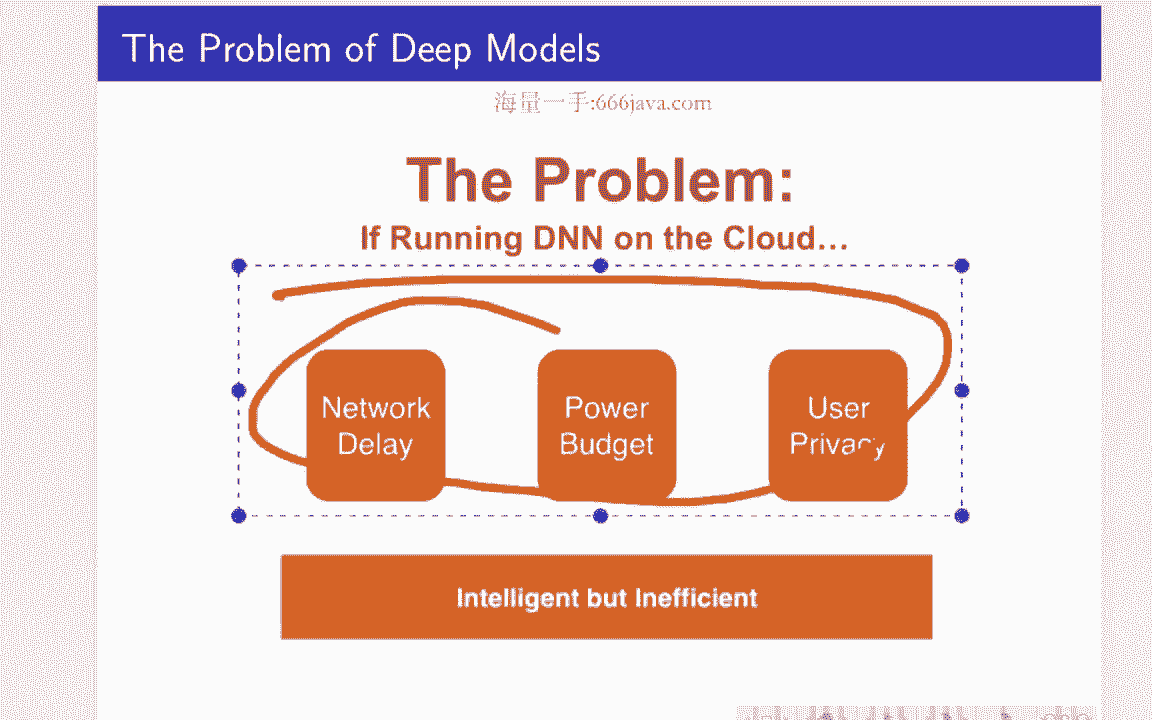 The Problem of Deep Models
海量一手:666java.com
The Problem:
If Running DNN on the Cloud...
Network
Delay
Power
Budget
User
Privacy
Intelligent but Inefficient